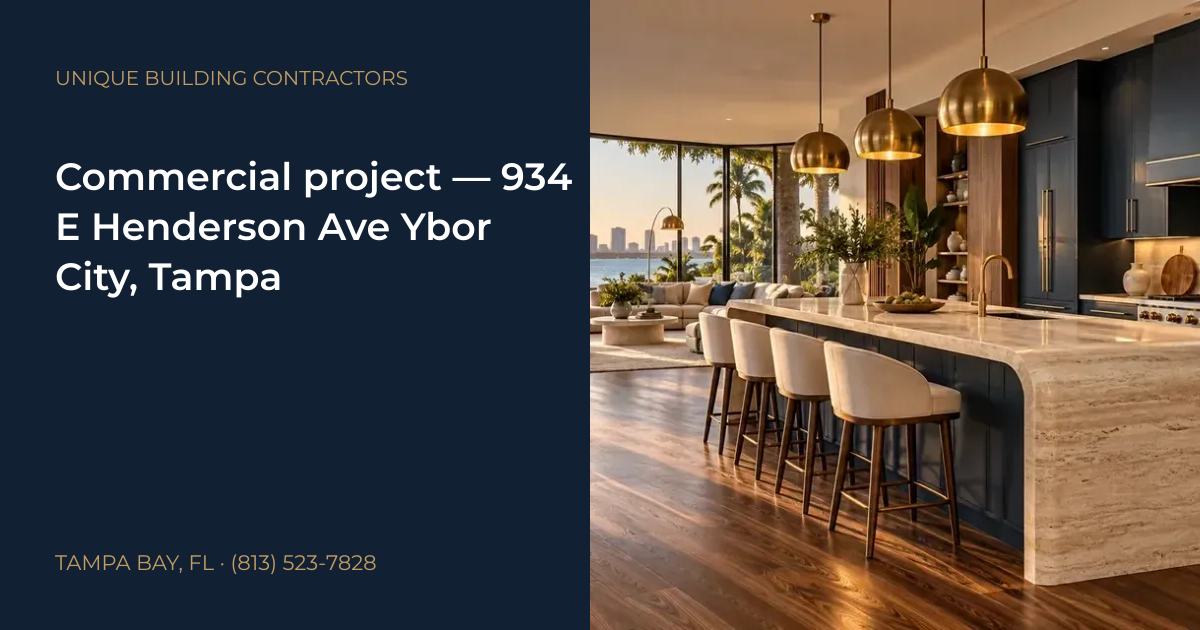 UNIQUE BUILDING CONTRACTORS
Commercial project — 934
E Henderson Ave Ybor
City, Tampa
TAMPA BAY, FL · (813) 523-7828